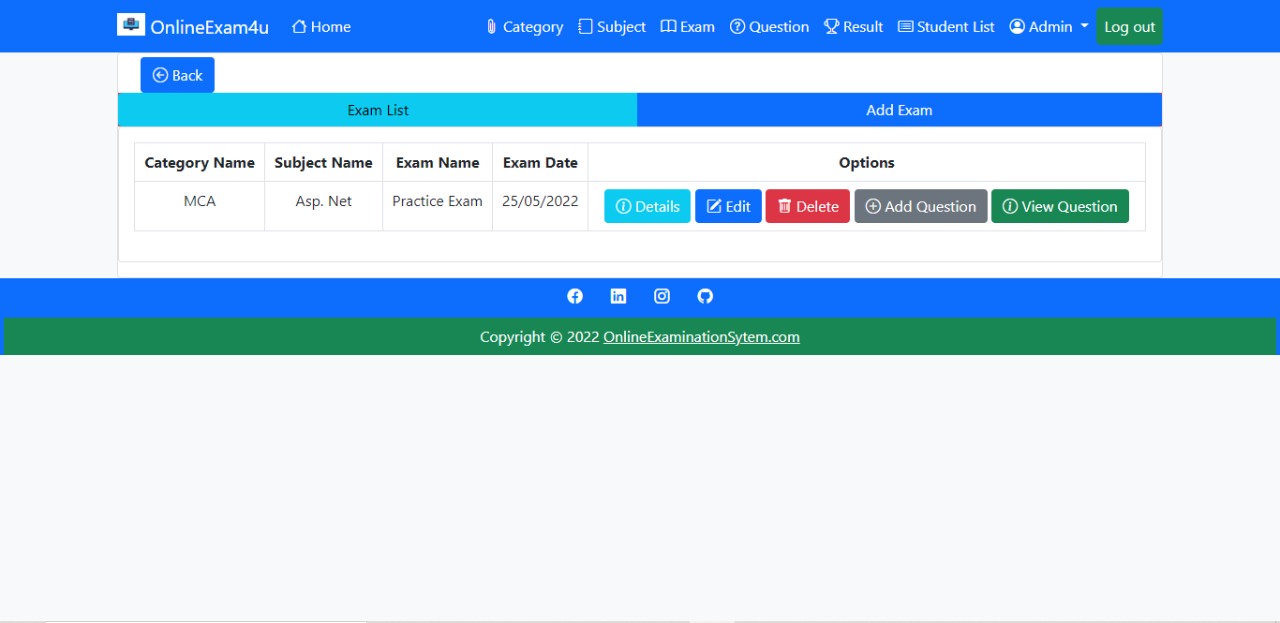 OnlineExam4u Home Category Subject Exam Question Result Student List Admin Log out
Back
Exam List Add Exam
Category Name Subject Name Exam Name Exam Date Options
MCA Asp. Net Practice Exam 25/05/2022 Details Edit Delete Add Question View Question
Copyright © 2022 OnlineExaminationSytem.com